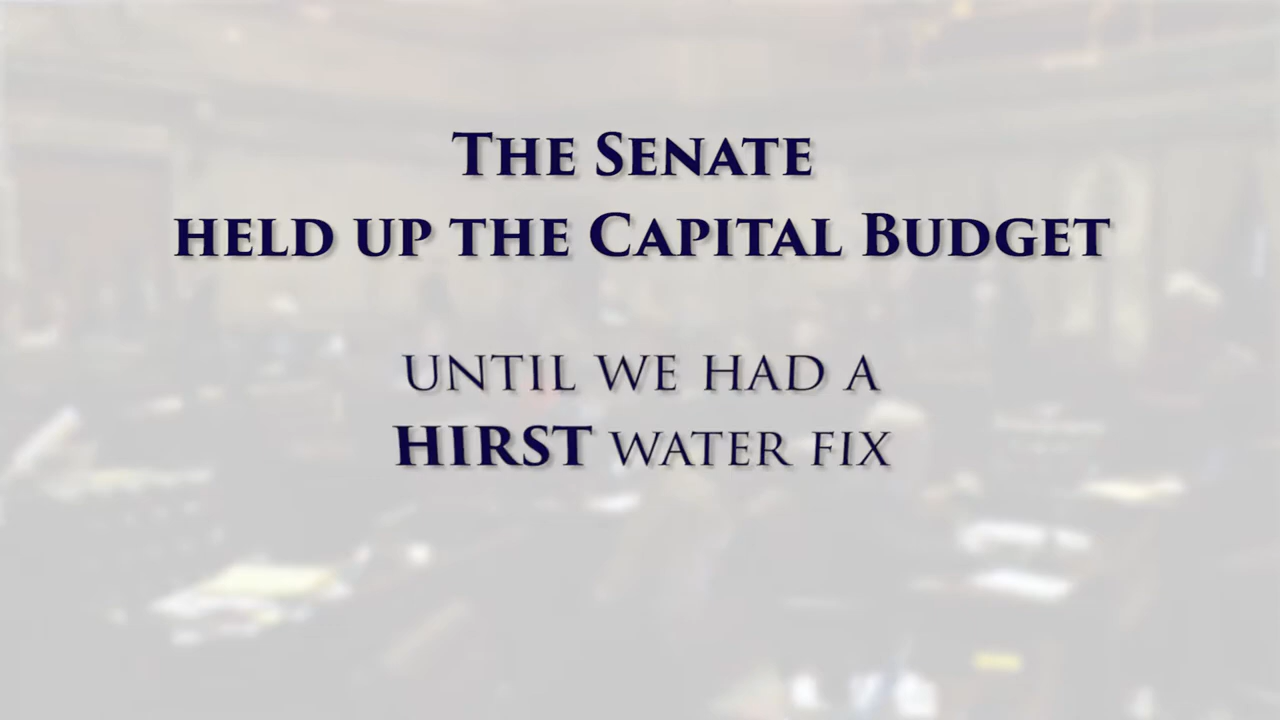 The Senate
held up the Capital Budget
until we had a
HIRST water fix